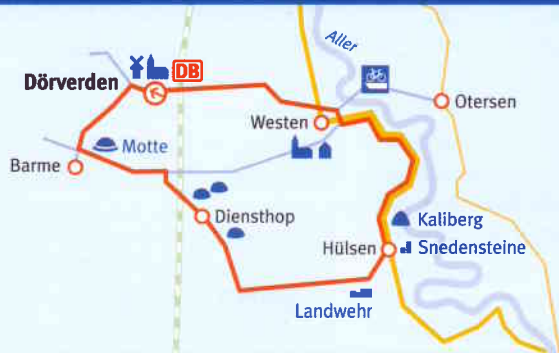 Aller
DB
Dörverden
Otersen
Westen
Motte
Barme
Diensthop
Kaliberg
Hülsen
Snedensteine
Landwehr